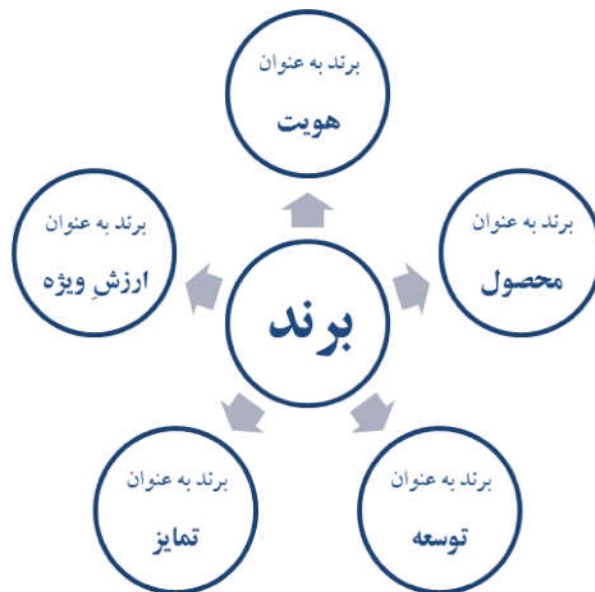 برند به عنوان
هویت
برند به عنوان
محصول
برند به عنوان
ارزشِ ویژه
برند
برند به عنوان
توسعه
برند به عنوان
تمایز